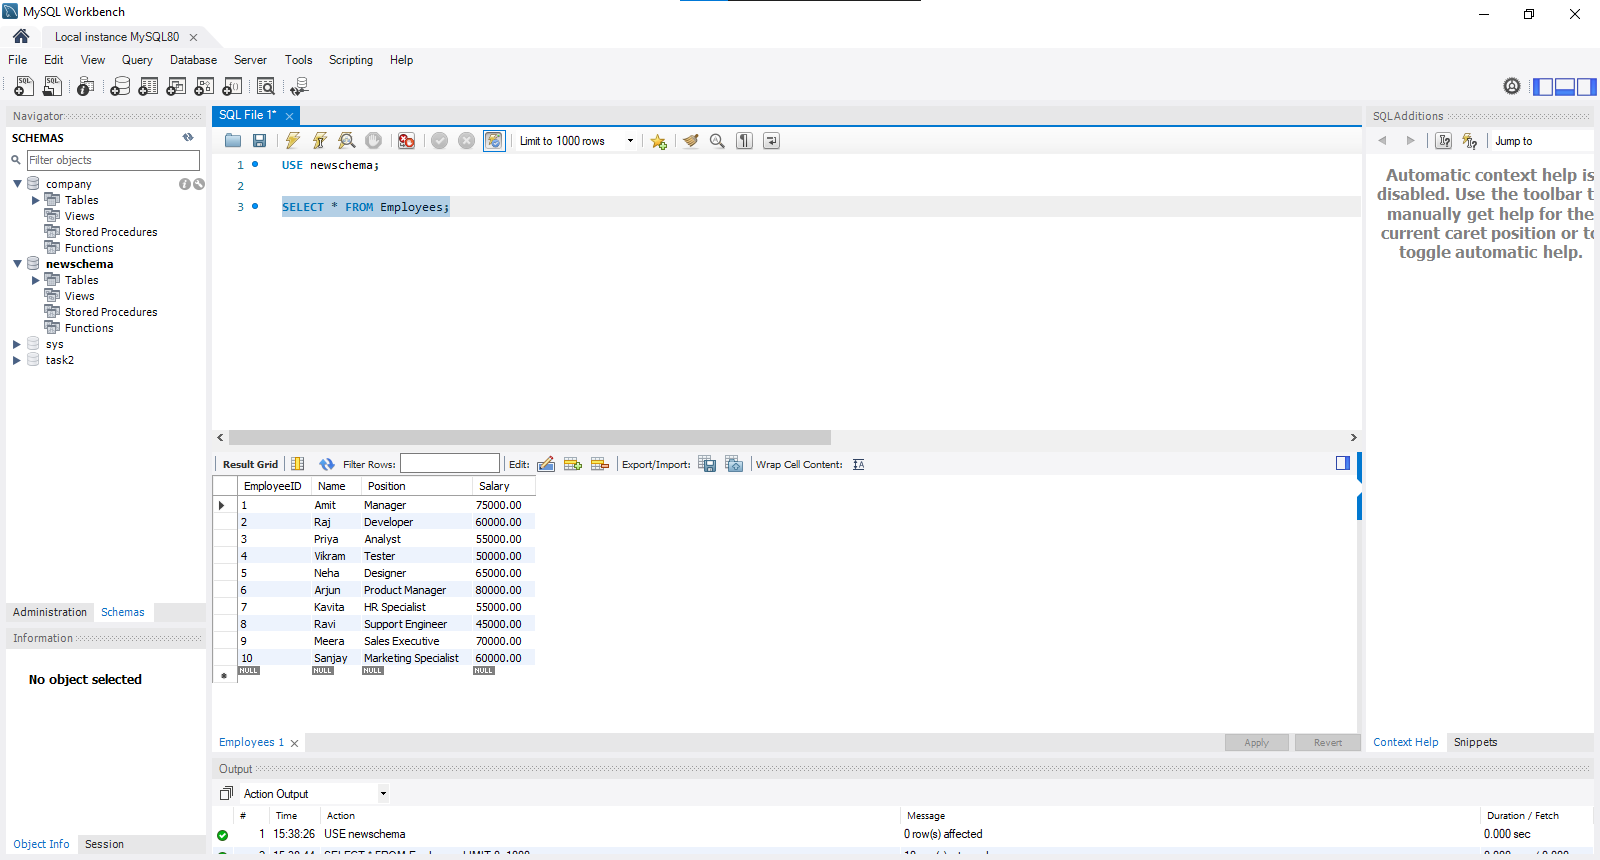 MySQL Workbench
Local instance MySQL80
File Edit View Query Database Server Tools Scripting Help
Navigator
SCHEMAS
Filter objects
company
Tables
Views
Stored Procedures
Functions
newschema
Tables
Views
Stored Procedures
Functions
sys
task2
Administration Schemas
Information
No object selected
Object Info Session
SQL File 1*
Limit to 1000 rows
1 USE newschema;
2
3 SELECT * FROM Employees;
Result Grid Filter Rows: Edit: Export/Import: Wrap Cell Content:
EmployeeID Name Position Salary
1 Amit Manager 75000.00
2 Raj Developer 60000.00
3 Priya Analyst 55000.00
4 Vikram Tester 50000.00
5 Neha Designer 65000.00
6 Arjun Product Manager 80000.00
7 Kavita HR Specialist 55000.00
8 Ravi Support Engineer 45000.00
9 Meera Sales Executive 70000.00
10 Sanjay Marketing Specialist 60000.00
NULL NULL NULL NULL
Employees 1
Apply Revert
Output
Action Output
# Time Action Message Duration / Fetch
1 15:38:26 USE newschema 0 row(s) affected 0.000 sec
SQLAdditions
Jump to
Automatic context help is
disabled. Use the toolbar t
manually get help for the
current caret position or to
toggle automatic help.
Context Help Snippets